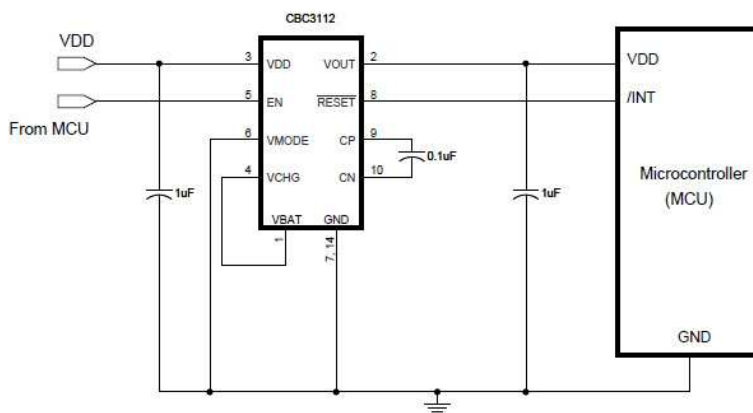 CBC3112
VDD
3
VDD
VOUT
2
VDD
5
EN
RESET
8
/INT
From MCU
6
VMODE
CP
9
0.1uF
4
VCHG
CN
10
Microcontroller
(MCU)
1uF
1uF
VBAT
GND
1
7, 14
GND